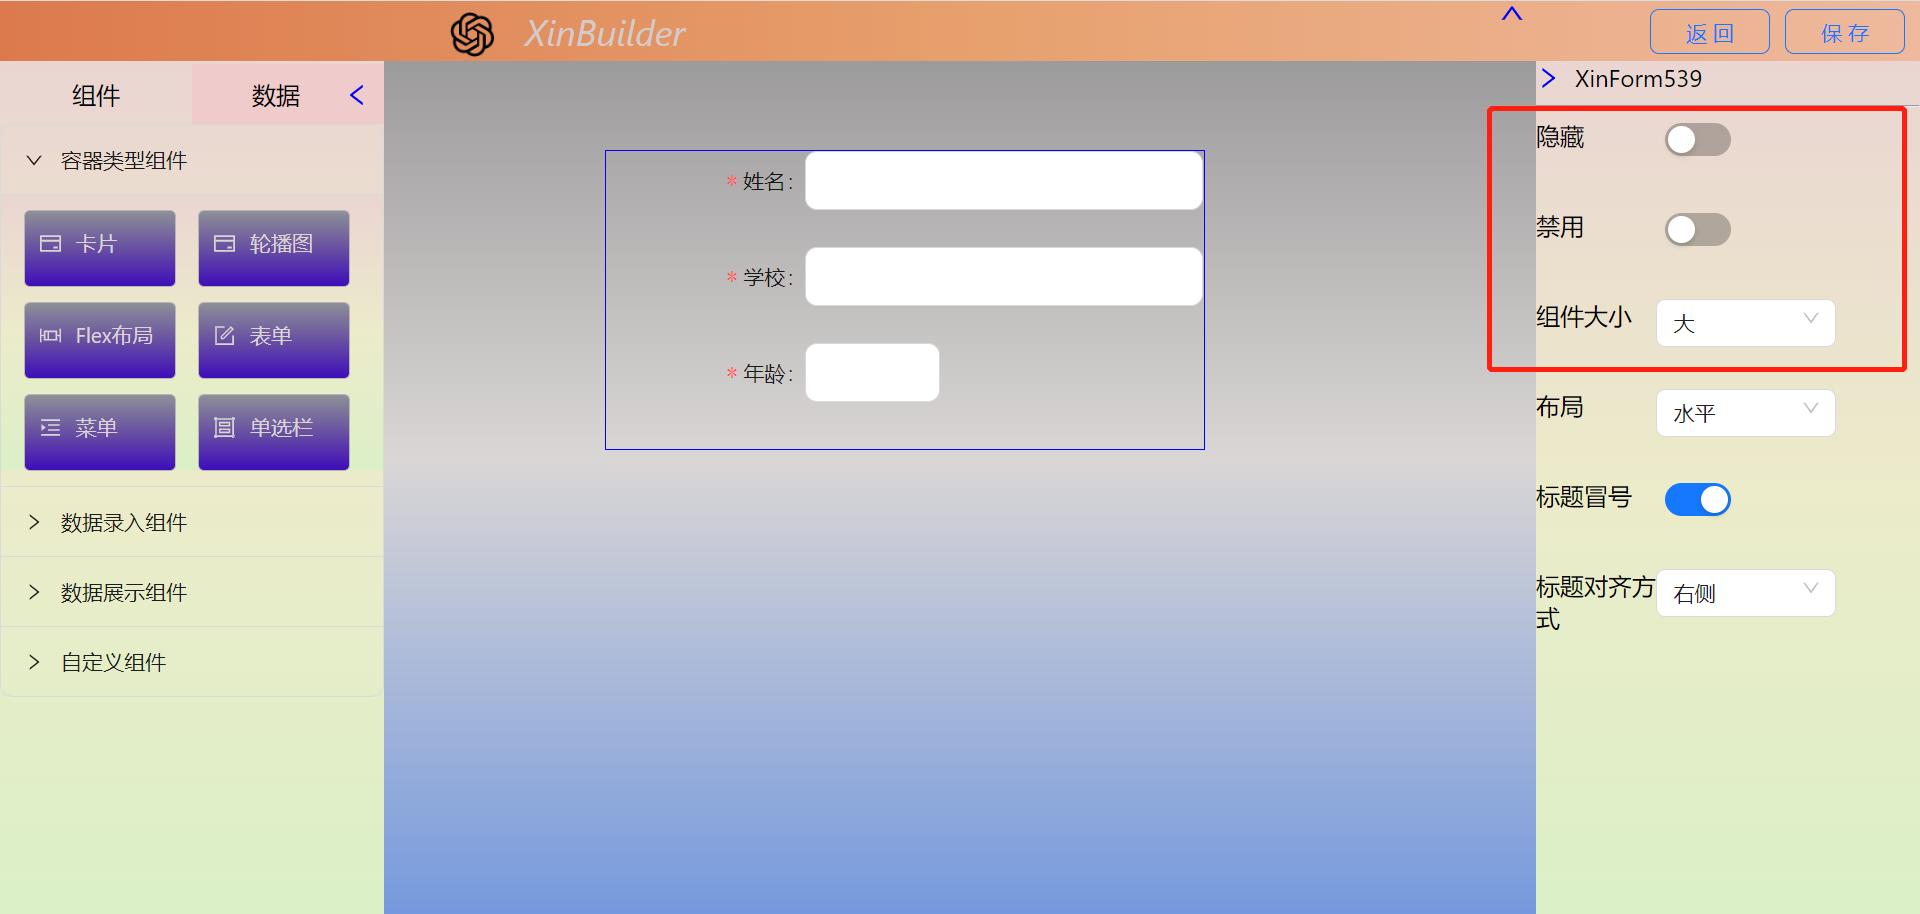 XinBuilder
返 回
保 存
组件
数据
容器类型组件
卡片
轮播图
Flex布局
表单
菜单
单选栏
数据录入组件
数据展示组件
自定义组件
* 姓名:
* 学校:
* 年龄:
XinForm539
隐藏
禁用
组件大小
大
布局
水平
标题冒号
标题对齐方
式
右侧